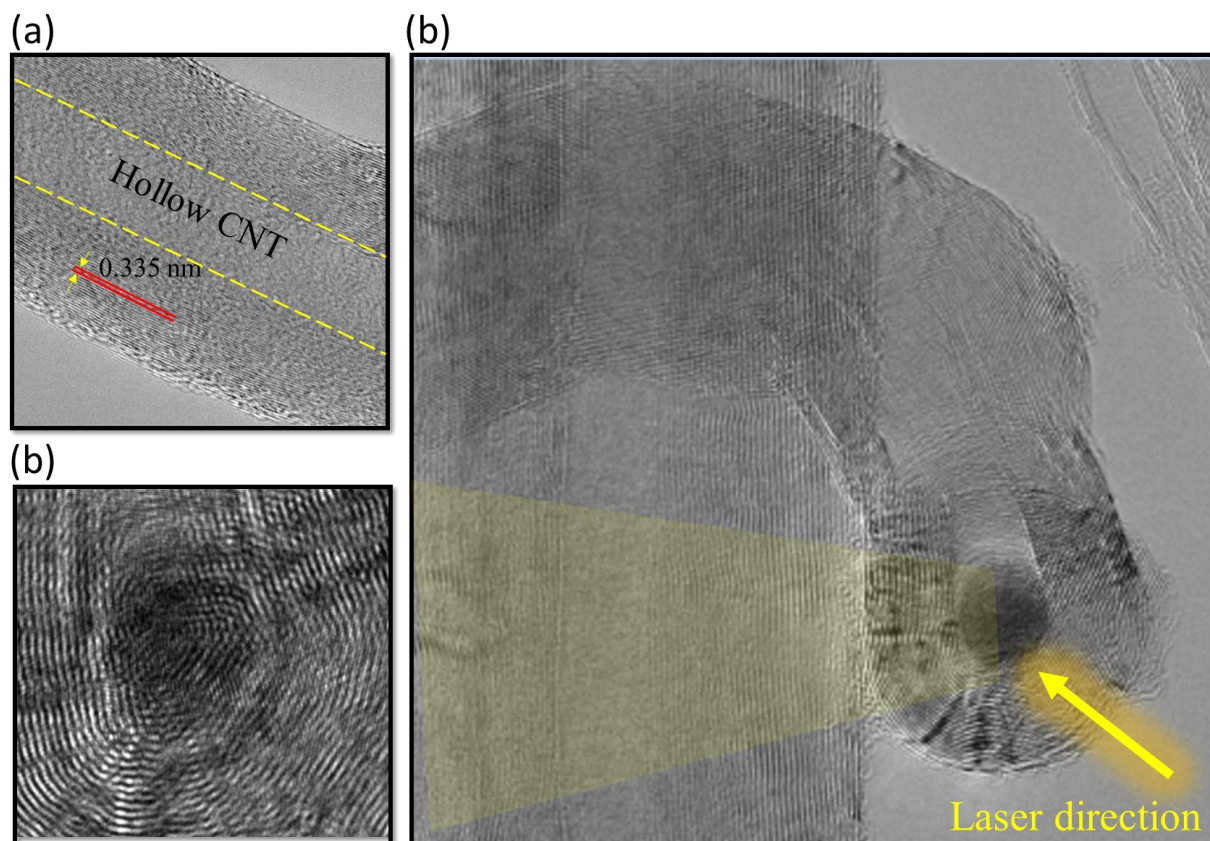 (a)
(b)
Hollow CNT
0.335 nm
(b)
Laser direction